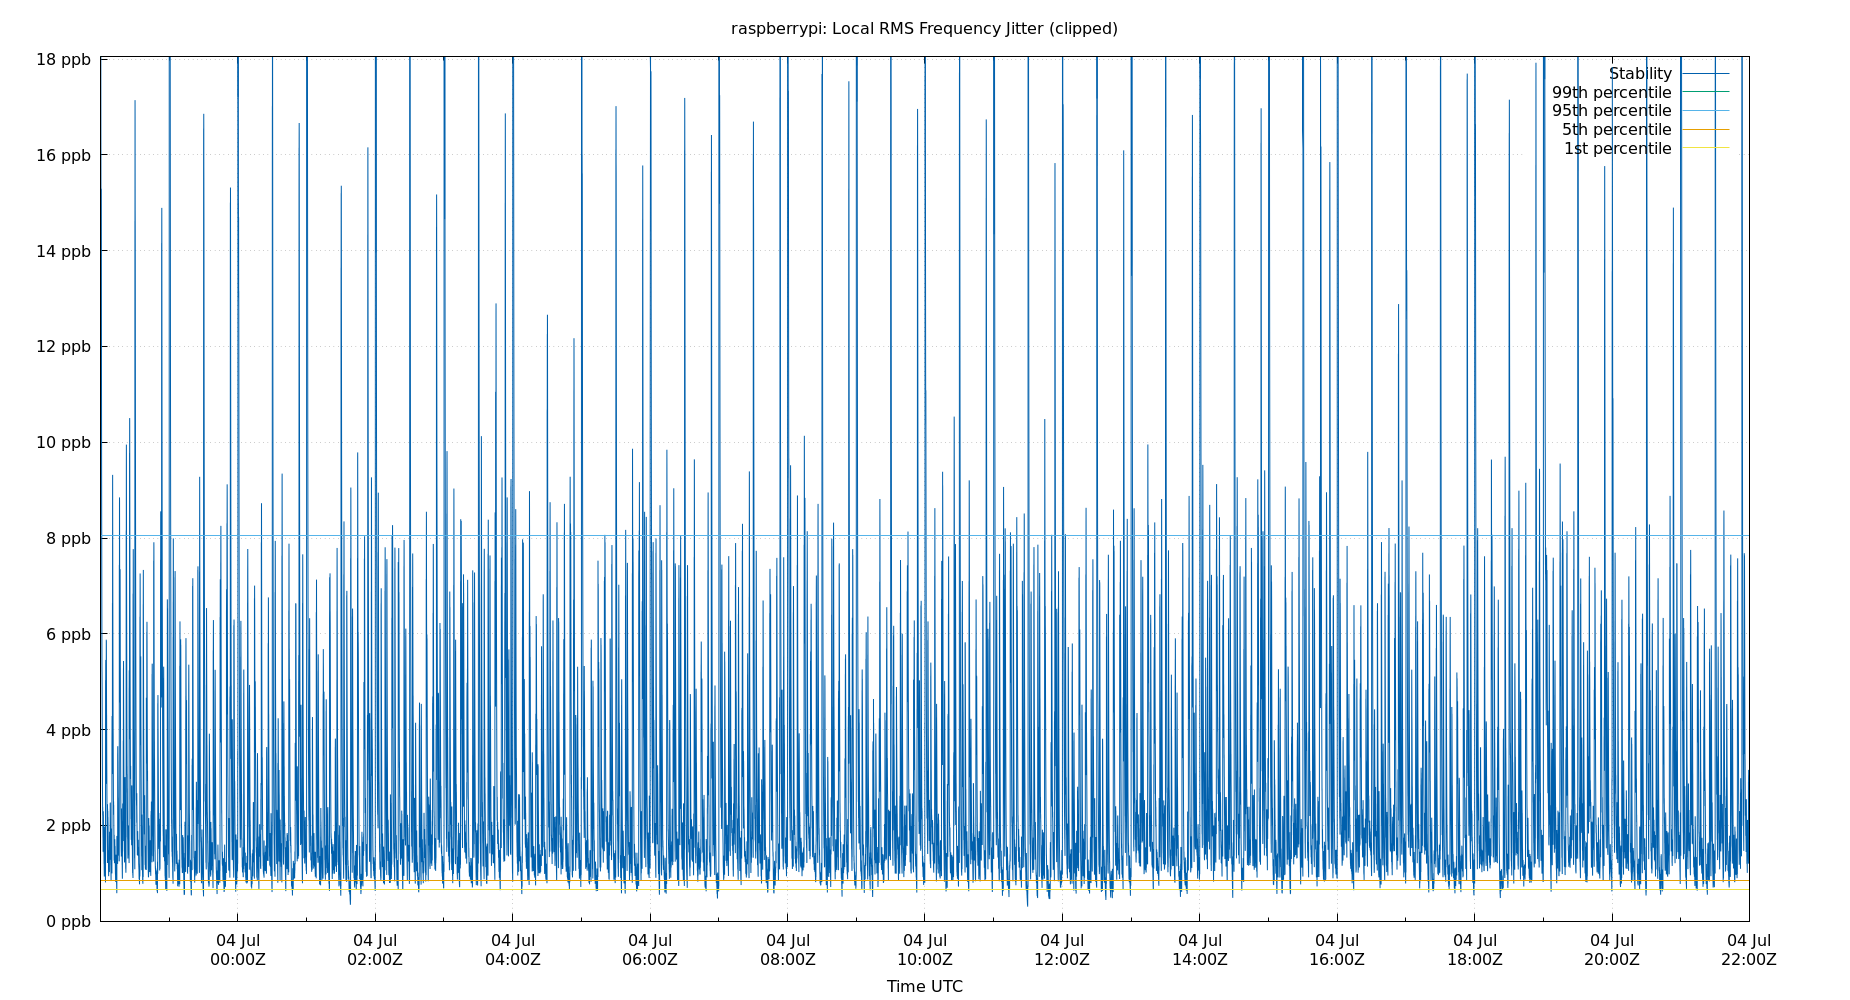 raspberrypi: Local RMS Frequency Jitter (clipped)
18 ppb
16 ppb
14 ppb
12 ppb
10 ppb
8 ppb
6 ppb
4 ppb
2 ppb
0 ppb
Stability
99th percentile
95th percentile
5th percentile
1st percentile
04 Jul 04 Jul 04 Jul 04 Jul 04 Jul 04 Jul 04 Jul 04 Jul 04 Jul 04 Jul 04 Jul 04 Jul
00:00Z 02:00Z 04:00Z 06:00Z 08:00Z 10:00Z 12:00Z 14:00Z 16:00Z 18:00Z 20:00Z 22:00Z
Time UTC